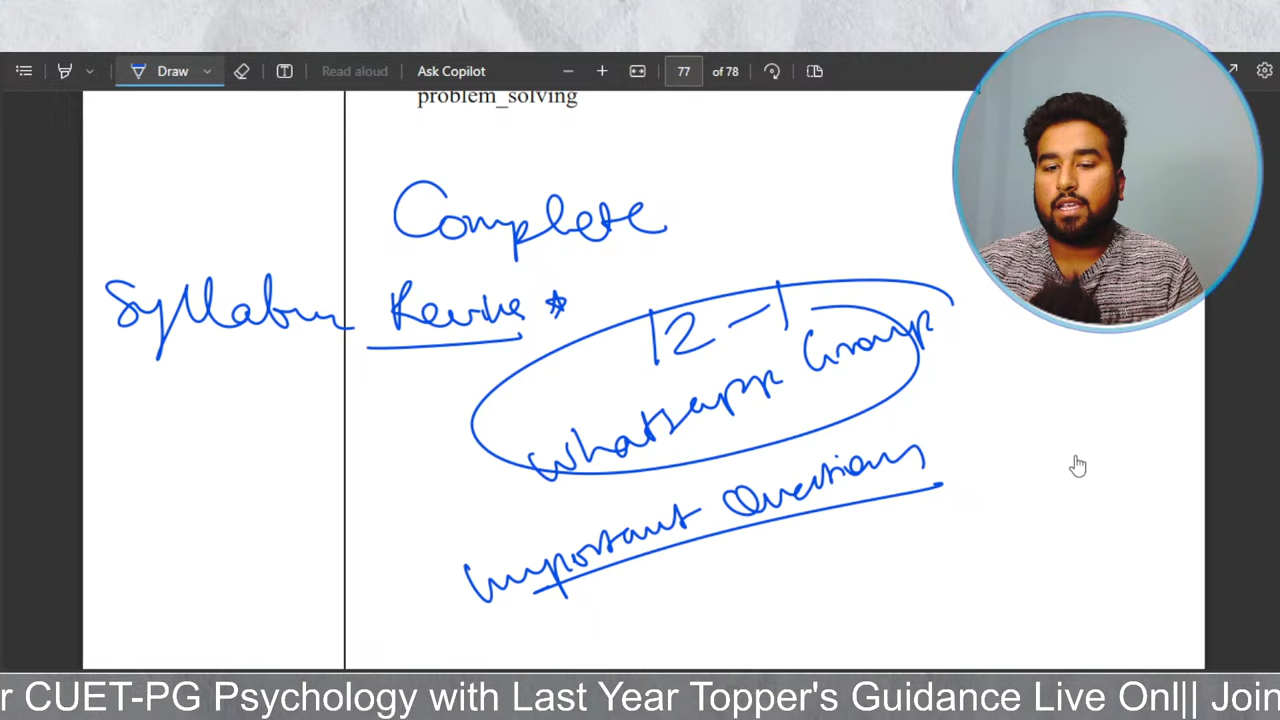 Draw
Read aloud
Ask Copilot
77
of 78
problem_solving
Complete
Syllabus Revise
12-1
Whatsapp Group
Important Questions
r CUET-PG Psychology with Last Year Topper's Guidance Live Onl|| Join